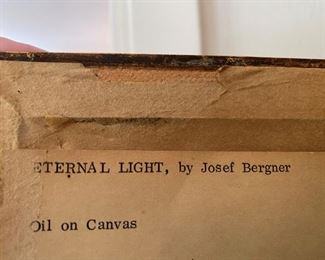 ETERNAL LIGHT, by Josef Bergner
Oil on Canvas